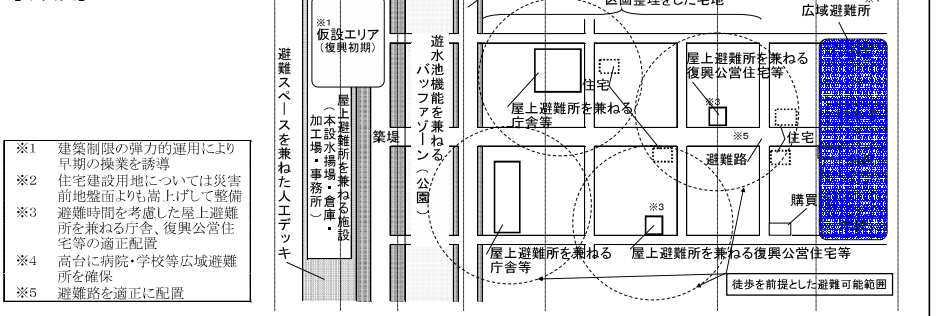 区画整理をした宅地
広域避難所
※1
仮設エリア
(復興初期)
避難スペースを兼ねた人工デッキ
屋上避難所を兼ねる施設
（本設水揚場・倉庫・
加工場・事務所）
築堤
遊水池機能を兼ねる
バッファゾーン（公園）
住宅
屋上避難所を兼ねる
庁舎等
屋上避難所を兼ねる
復興公営住宅等
※3
※5
避難路
住宅
購買
※3
屋上避難所を兼ねる
庁舎等
屋上避難所を兼ねる復興公営住宅等
徒歩を前提とした避難可能範囲
※1 建築制限の弾力的運用により
早期の操業を誘導
※2 住宅建設用地については災害
前地盤面よりも嵩上げして整備
※3 避難時間を考慮した屋上避難
所を兼ねる庁舎、復興公営住
宅等の適正配置
※4 高台に病院・学校等広域避難
所を確保
※5 避難路を適正に配置